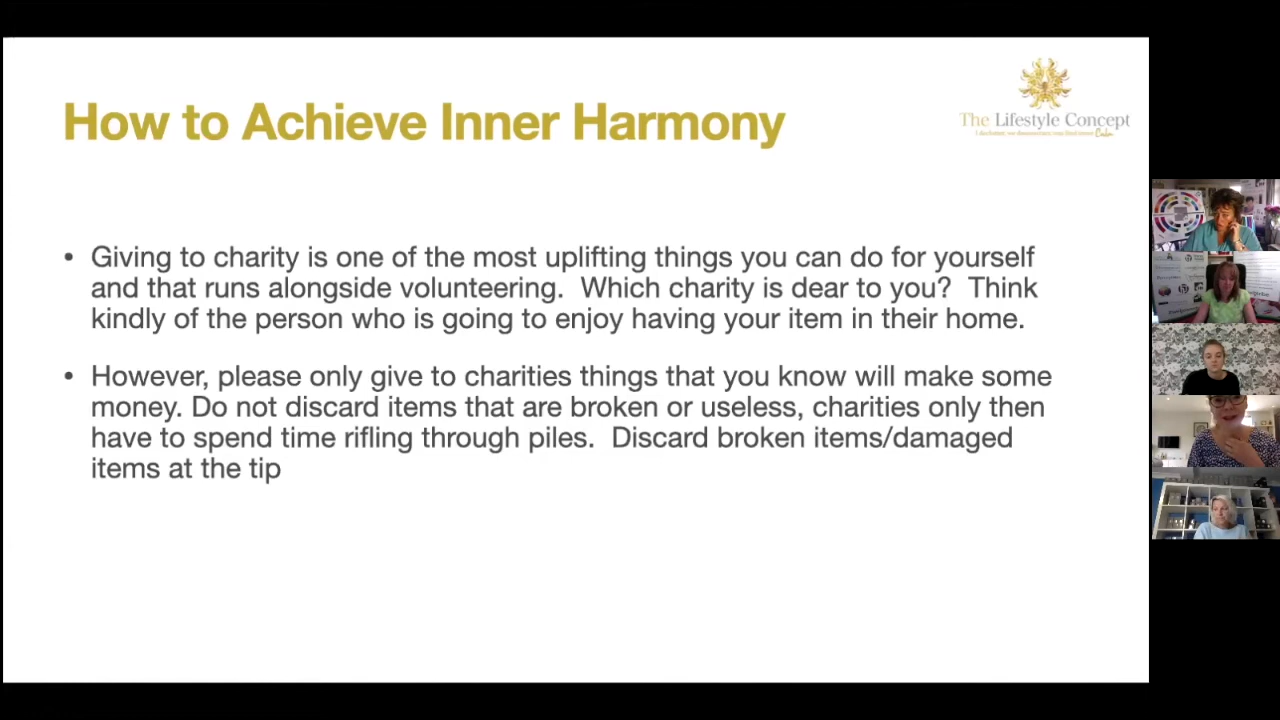 How to Achieve Inner Harmony
The Lifestyle Concept
• Giving to charity is one of the most uplifting things you can do for yourself
and that runs alongside volunteering.  Which charity is dear to you?  Think
kindly of the person who is going to enjoy having your item in their home.
• However, please only give to charities things that you know will make some
money. Do not discard items that are broken or useless, charities only then
have to spend time rifling through piles.  Discard broken items/damaged
items at the tip